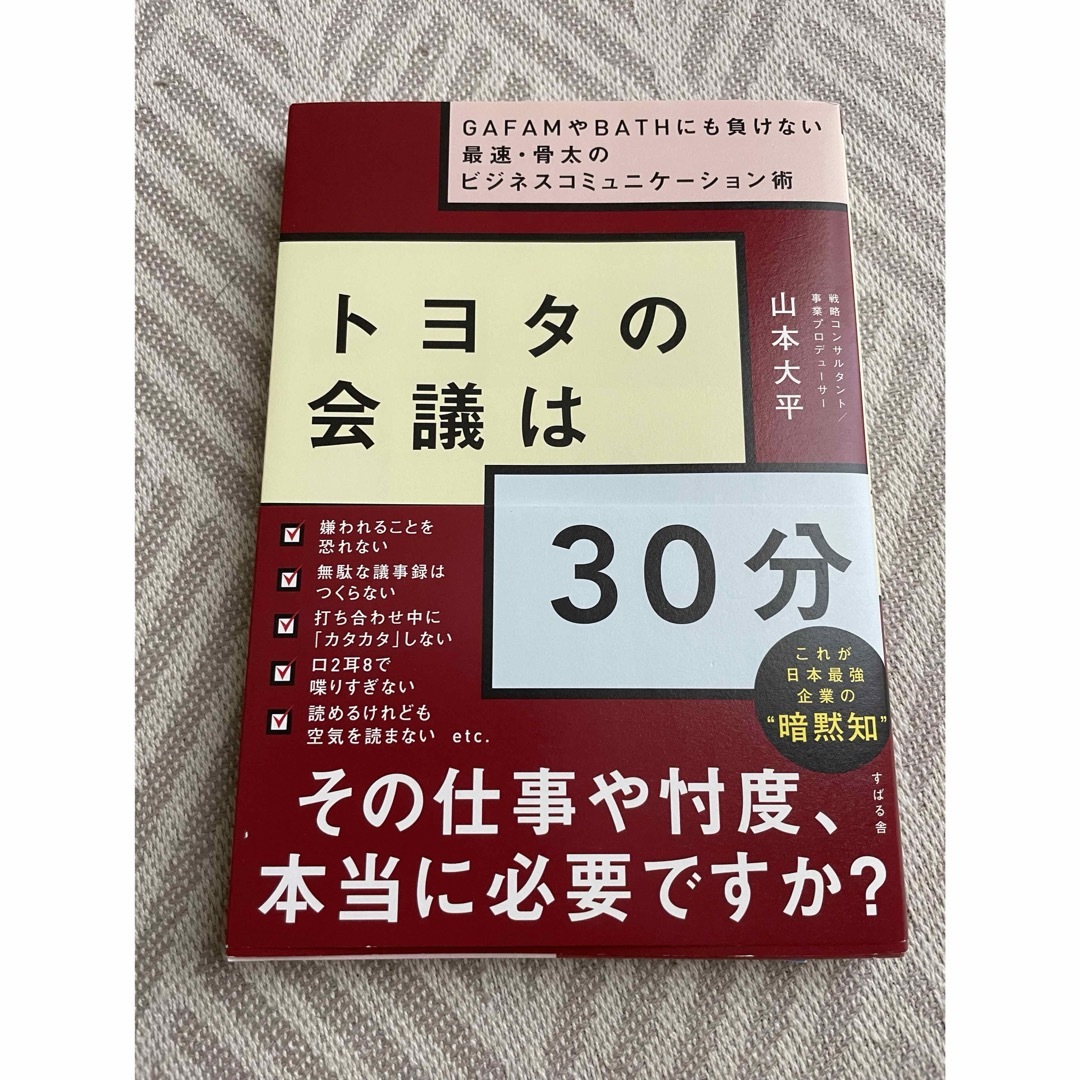 GAFAMやBATHにも負けない
最速・骨太の
ビジネスコミュニケーション術
トヨタの
会議は
30分
戦略コンサルタント／
事業プロデューサー
山本大平
嫌われることを
恐れない
無駄な議事録は
つくらない
打ち合わせ中に
「カタカタ」しない
口2耳8で
喋りすぎない
読めるけれども
空気を読まない etc.
これが
日本最強
企業の
“暗黙知”
すばる舎
その仕事や忖度、
本当に必要ですか?